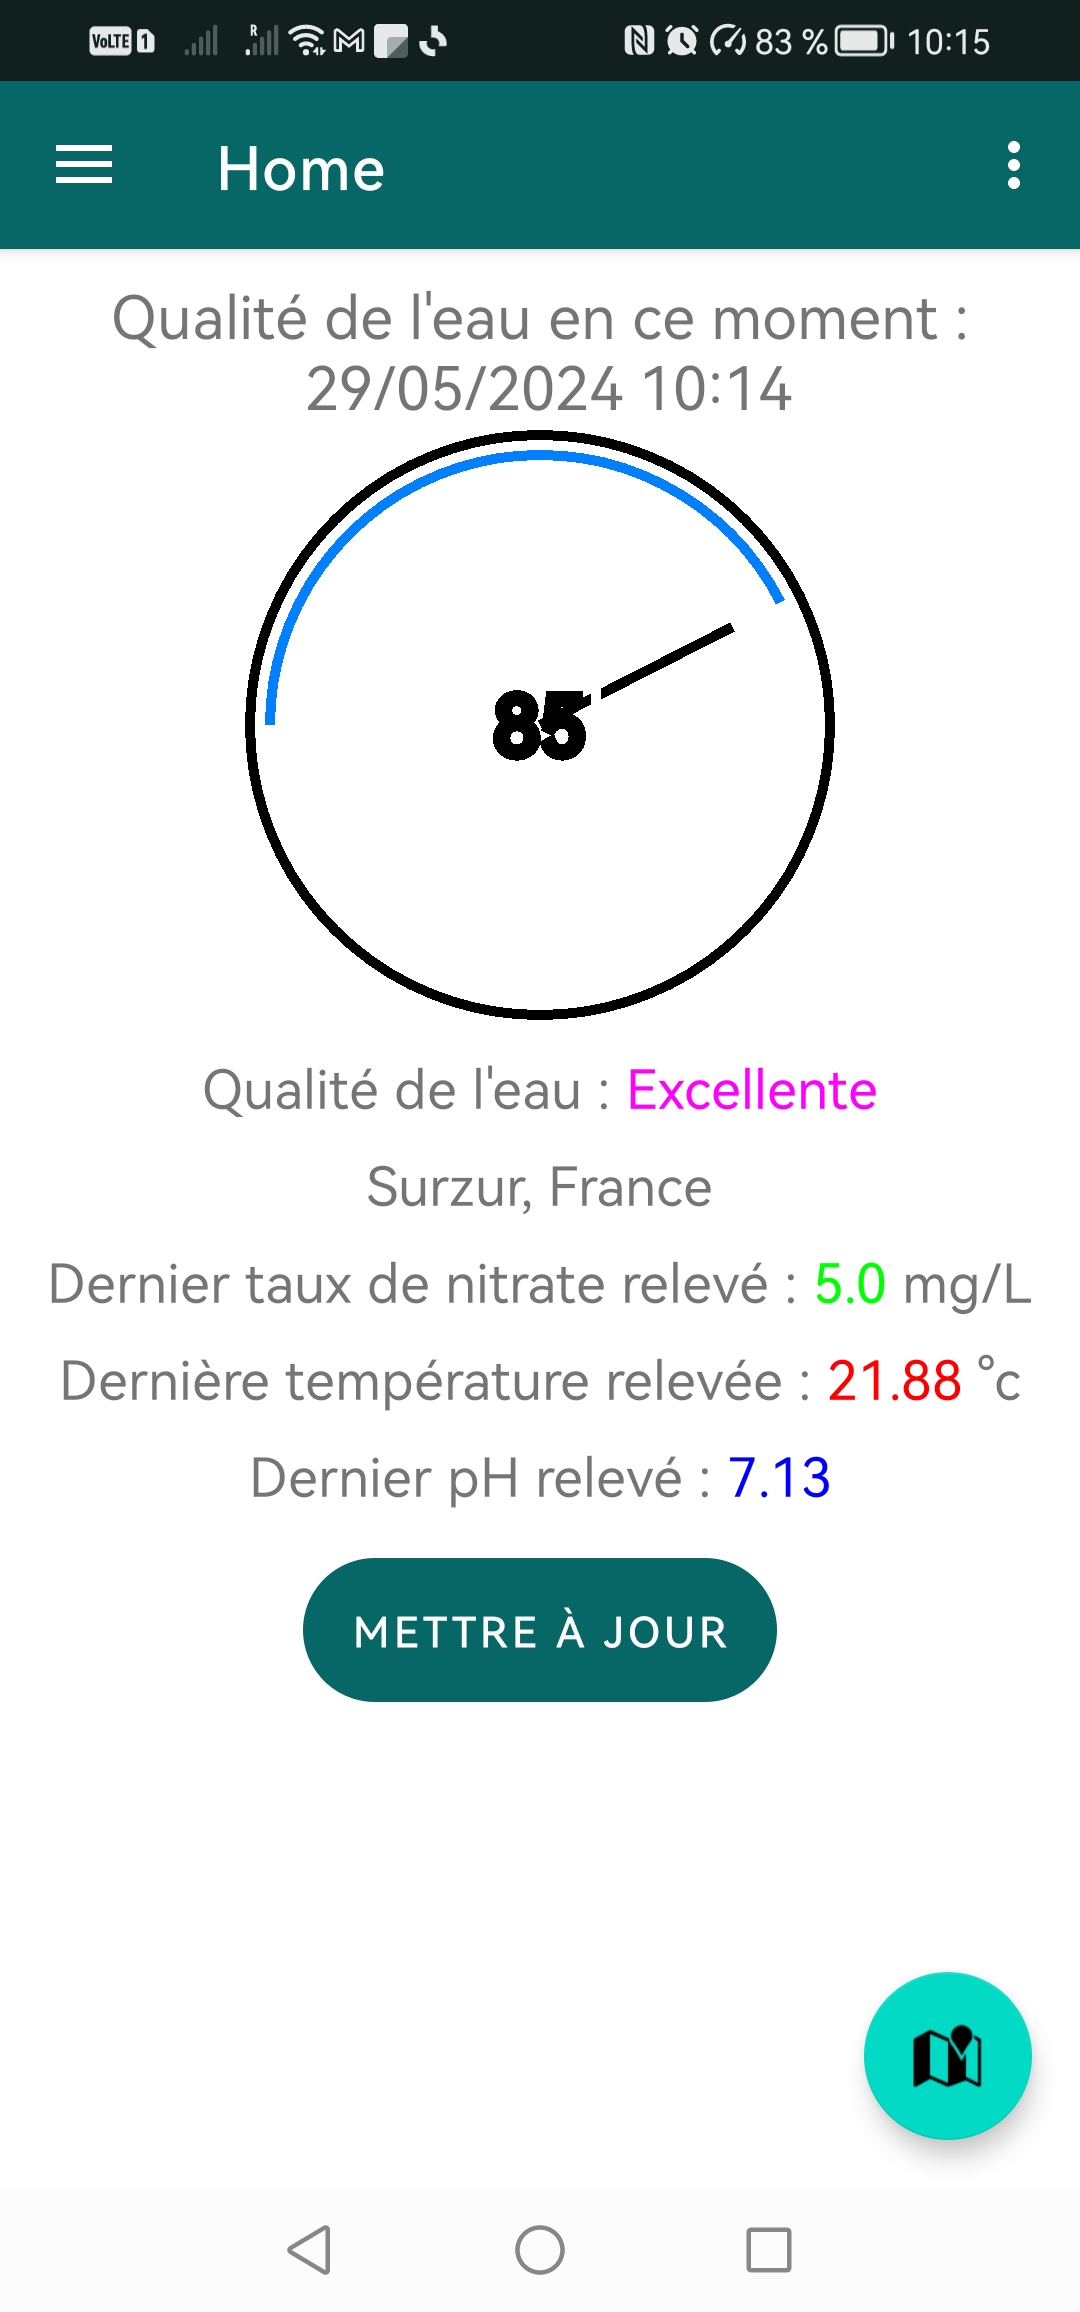 VoLTE 1 R 83 % 10:15
Home
Qualité de l'eau en ce moment :
29/05/2024 10:14
85
Qualité de l'eau : Excellente
Surzur, France
Dernier taux de nitrate relevé : 5.0 mg/L
Dernière température relevée : 21.88 °c
Dernier pH relevé : 7.13
METTRE À JOUR